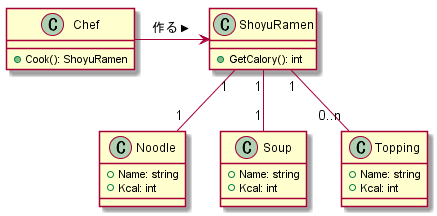 C Chef
Cook(): ShoyuRamen
作る ▶
C ShoyuRamen
GetCalory(): int
1 1 1
1 1 0..n
C Noodle
Name: string
Kcal: int
C Soup
Name: string
Kcal: int
C Topping
Name: string
Kcal: int